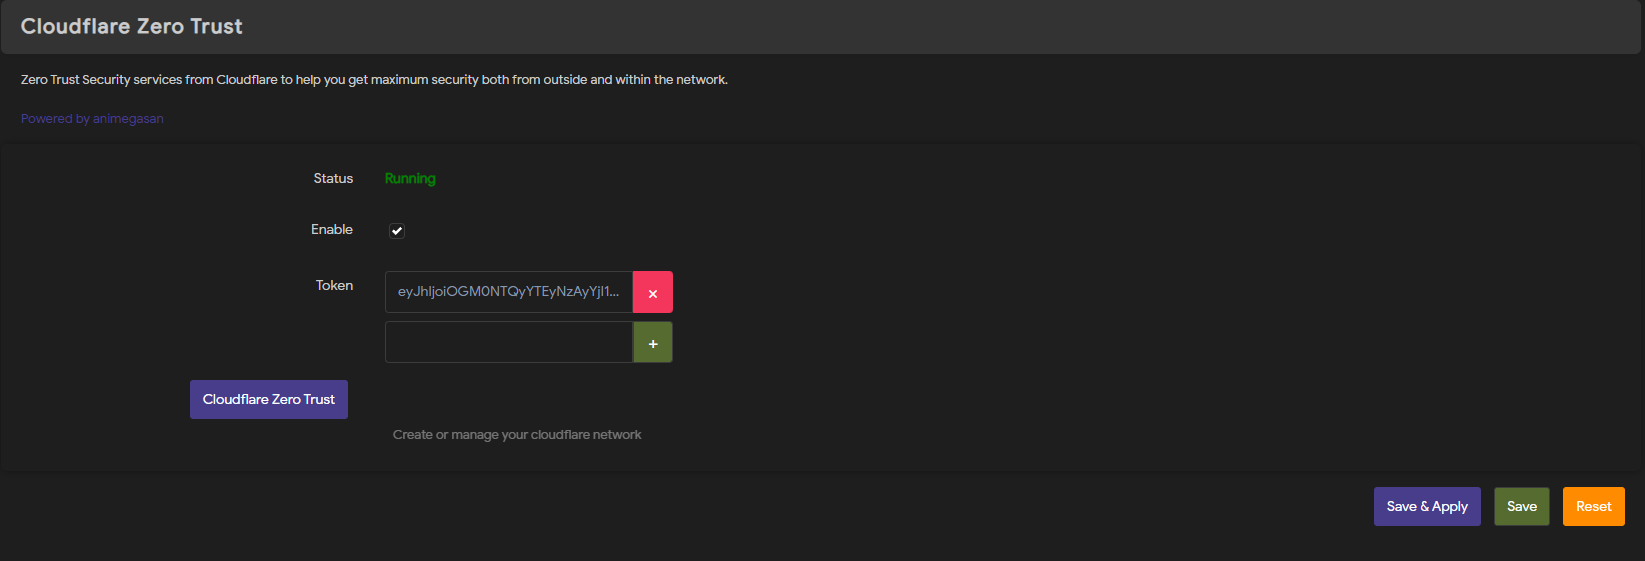 Cloudflare Zero Trust
Zero Trust Security services from Cloudflare to help you get maximum security both from outside and within the network.
Powered by animegasan
Status Running
Enable
Token eyJhIjoiOGM0NTQyYTEyNzAyYjI1...
Cloudflare Zero Trust
Create or manage your cloudflare network
Save & Apply Save Reset